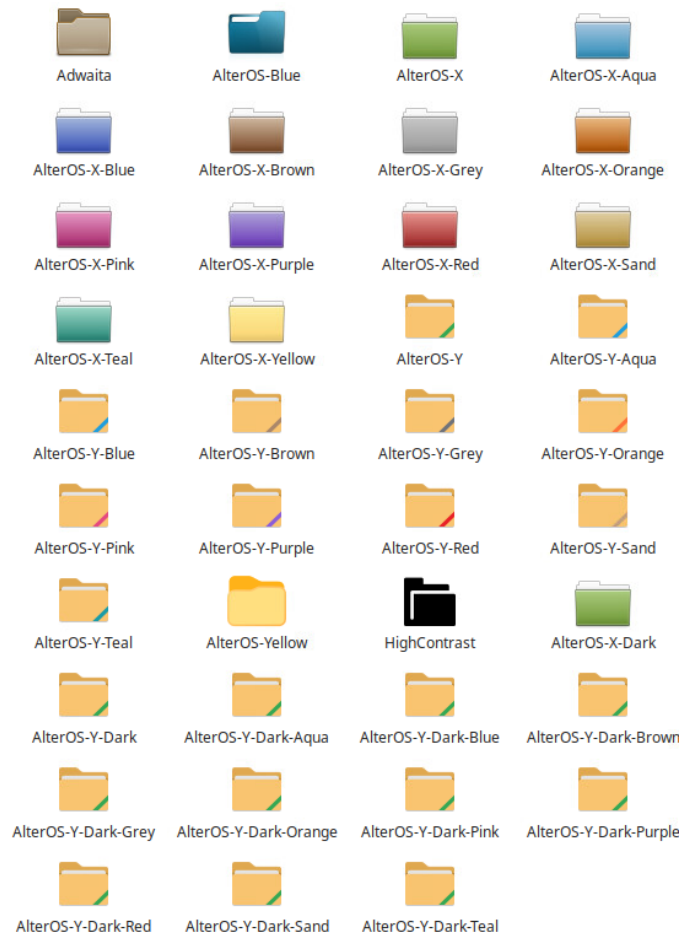 Adwaita
AlterOS-Blue
AlterOS-X
AlterOS-X-Aqua
AlterOS-X-Blue
AlterOS-X-Brown
AlterOS-X-Grey
AlterOS-X-Orange
AlterOS-X-Pink
AlterOS-X-Purple
AlterOS-X-Red
AlterOS-X-Sand
AlterOS-X-Teal
AlterOS-X-Yellow
AlterOS-Y
AlterOS-Y-Aqua
AlterOS-Y-Blue
AlterOS-Y-Brown
AlterOS-Y-Grey
AlterOS-Y-Orange
AlterOS-Y-Pink
AlterOS-Y-Purple
AlterOS-Y-Red
AlterOS-Y-Sand
AlterOS-Y-Teal
AlterOS-Yellow
HighContrast
AlterOS-X-Dark
AlterOS-Y-Dark
AlterOS-Y-Dark-Aqua
AlterOS-Y-Dark-Blue
AlterOS-Y-Dark-Brown
AlterOS-Y-Dark-Grey
AlterOS-Y-Dark-Orange
AlterOS-Y-Dark-Pink
AlterOS-Y-Dark-Purple
AlterOS-Y-Dark-Red
AlterOS-Y-Dark-Sand
AlterOS-Y-Dark-Teal